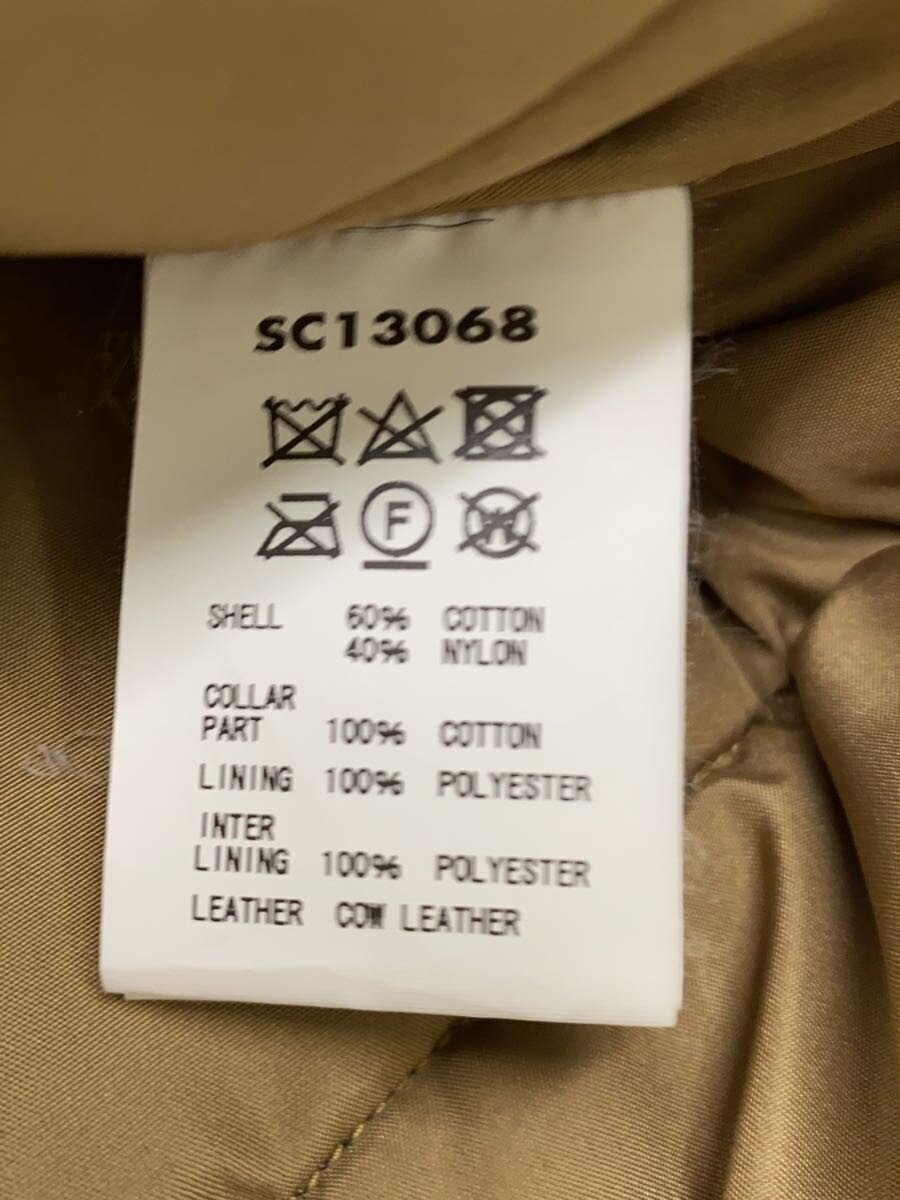 SC13068
F
W
SHELL 60% COTTON
40% NYLON
COLLAR
PART 100% COTTON
LINING 100% POLYESTER
INTER
LINING 100% POLYESTER
LEATHER COW LEATHER